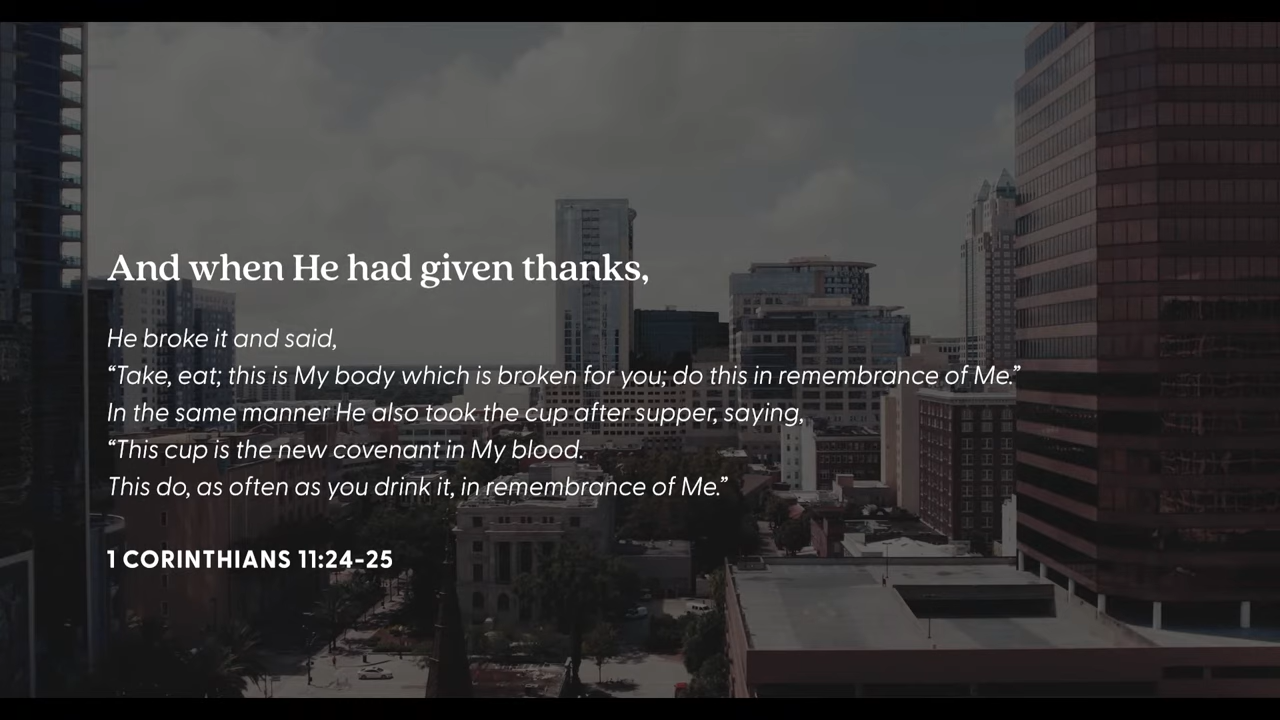 And when He had given thanks,
He broke it and said,
“Take, eat; this is My body which is broken for you; do this in remembrance of Me.”
In the same manner He also took the cup after supper, saying,
“This cup is the new covenant in My blood.
This do, as often as you drink it, in remembrance of Me.”
1 CORINTHIANS 11:24-25